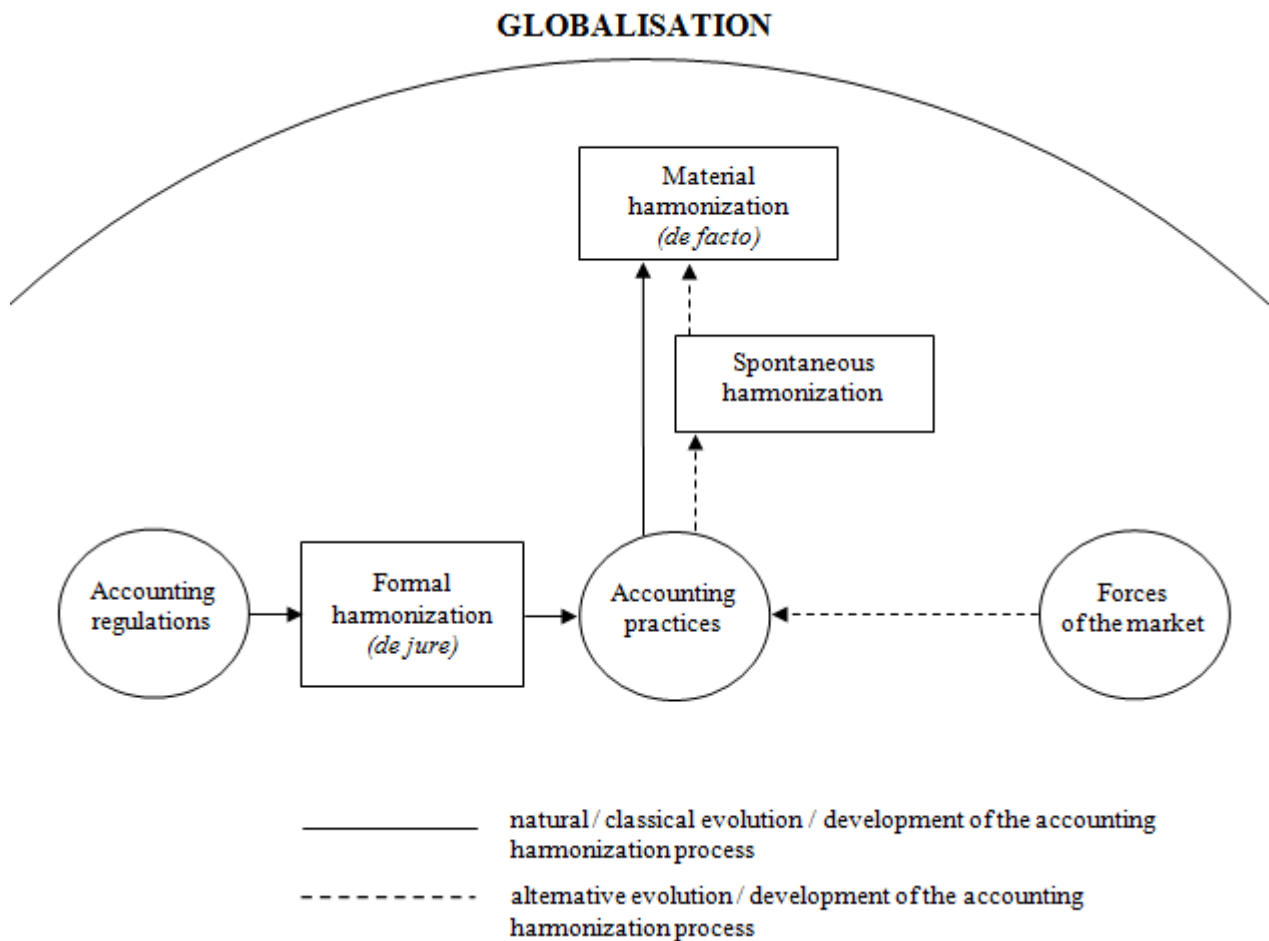 GLOBALISATION
Material
harmonization
(de facto)
Spontaneous
harmonization
Accounting
regulations
Formal
harmonization
(de jure)
Accounting
practices
Forces
of the market
natural / classical evolution / development of the accounting
harmonization process
alternative evolution / development of the accounting
harmonization process